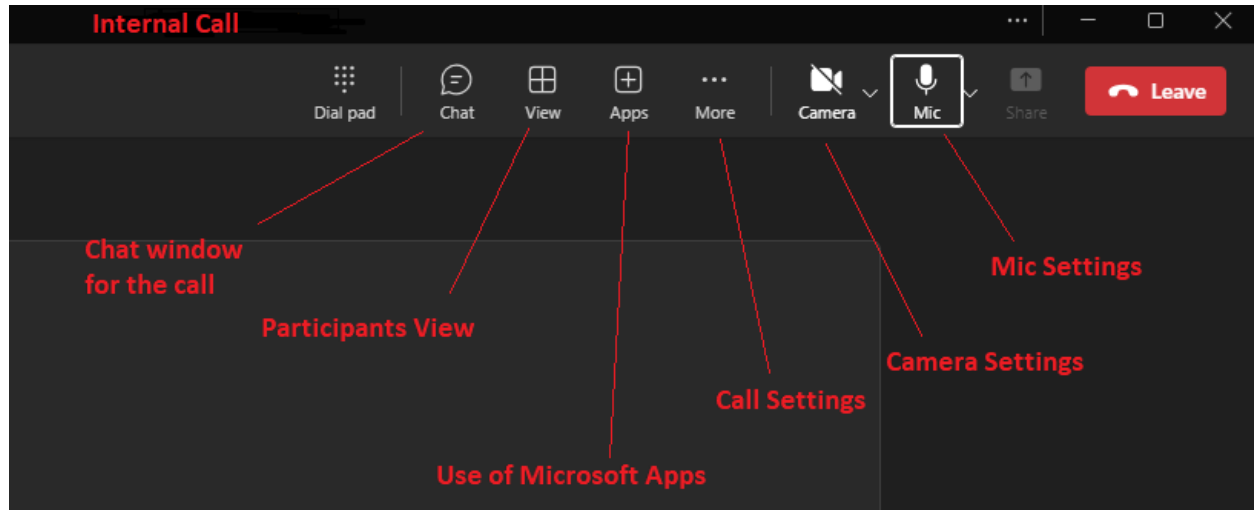 Internal Call
Dial pad
Chat
View
Apps
More
Camera
Mic
Share
Leave
Chat window
for the call
Mic Settings
Participants View
Camera Settings
Call Settings
Use of Microsoft Apps